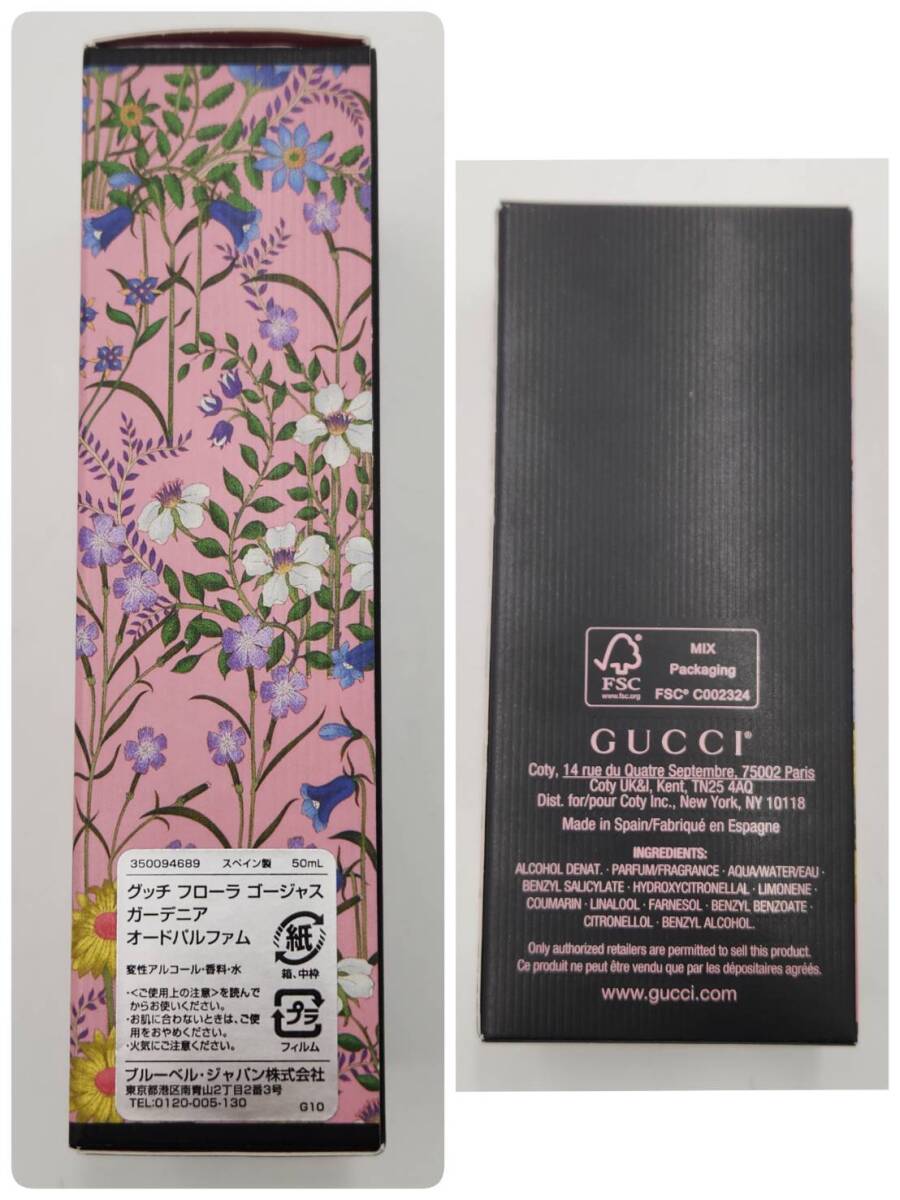 350094689 スペイン製 50mL
グッチ フローラ ゴージャス
ガーデニア
オードパルファム
紙
箱、中枠
変性アルコール・香料・水
・<ご使用上の注意>を読んで
からお使いください。
・お肌に合わないときは、ご使
用をおやめください。
・火気にご注意ください。
プラ
フィルム
ブルーベル・ジャパン株式会社
東京都港区南青山2丁目2番3号
TEL:0120-005-130
G10
FSC
www.fsc.org
MIX
Packaging
FSC® C002324
GUCCI®
Coty, 14 rue du Quatre Septembre, 75002 Paris
Coty UK&I, Kent, TN25 4AQ
Dist. for/pour Coty Inc., New York, NY 10118
Made in Spain/Fabriqué en Espagne
INGREDIENTS:
ALCOHOL DENAT. · PARFUM/FRAGRANCE · AQUA/WATER/EAU ·
BENZYL SALICYLATE · HYDROXYCITRONELLAL · LIMONENE ·
COUMARIN · LINALOOL · FARNESOL · BENZYL BENZOATE ·
CITRONELLOL · BENZYL ALCOHOL.
Only authorized retailers are permitted to sell this product.
Ce produit ne peut être vendu que par les dépositaires agréés.
www.gucci.com